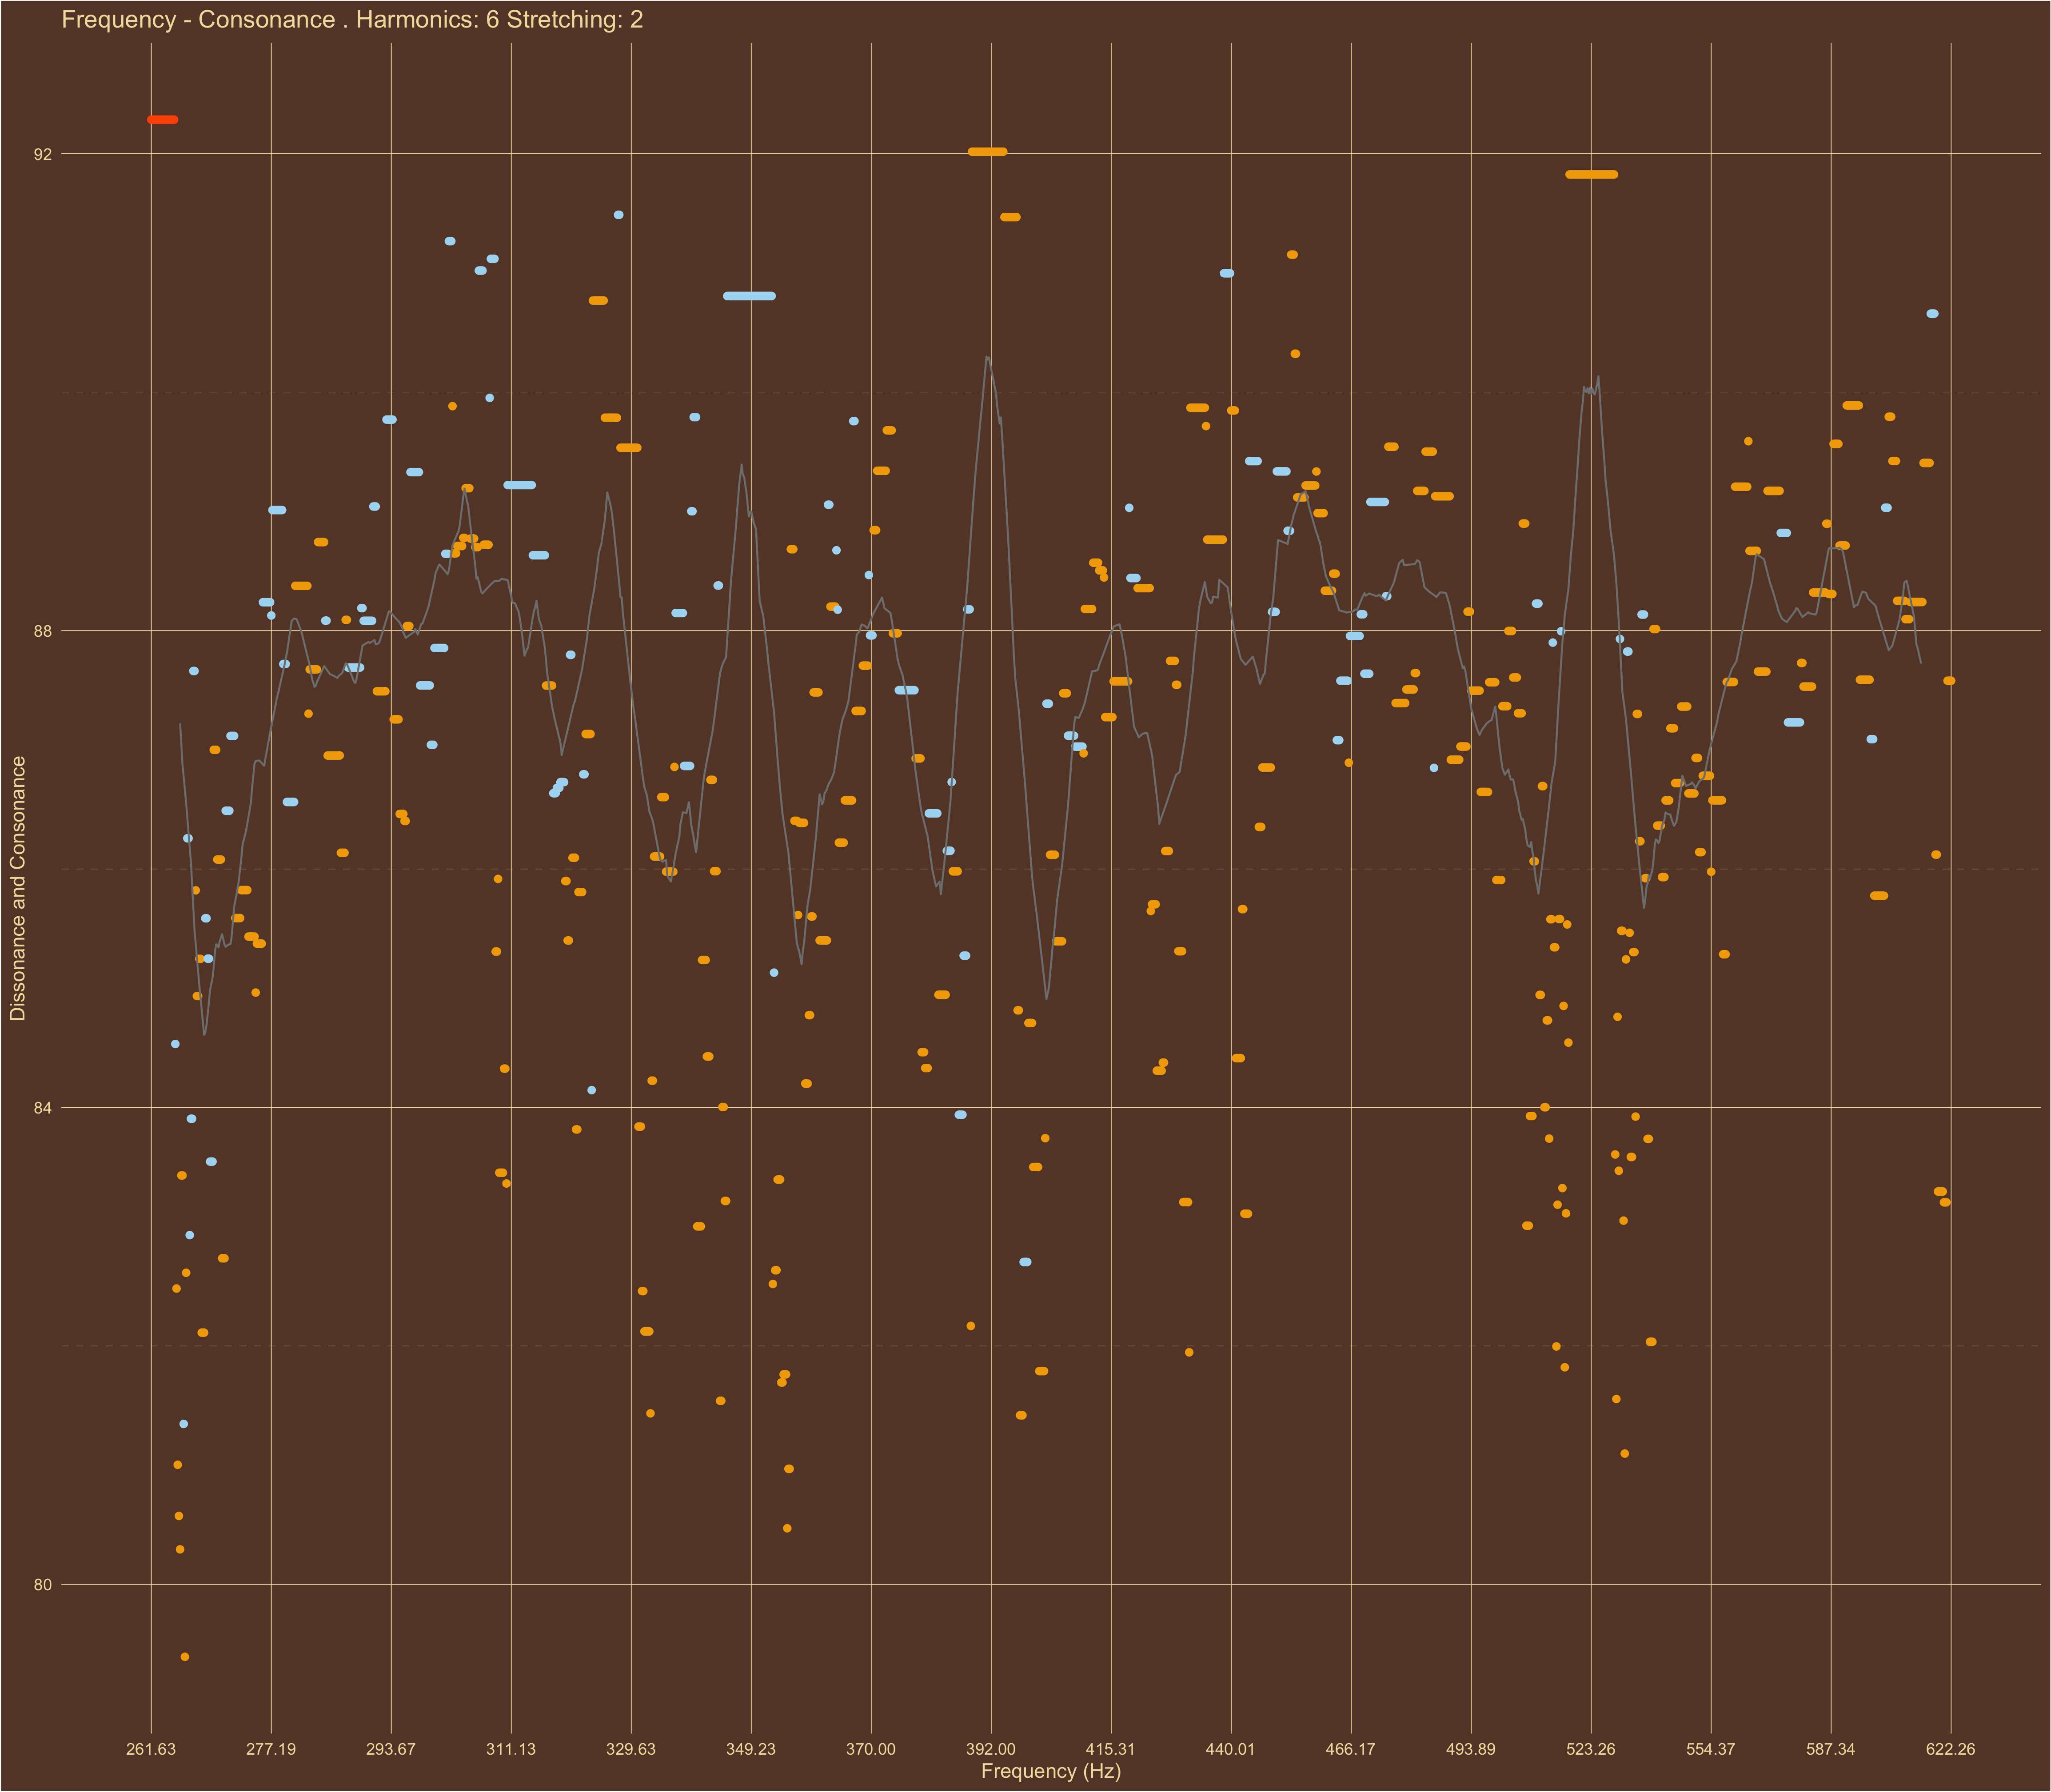 Frequency - Consonance . Harmonics: 6 Stretching: 2
92
88
84
80
Dissonance and Consonance
261.63 277.19 293.67 311.13 329.63 349.23 370.00 392.00 415.31 440.01 466.17 493.89 523.26 554.37 587.34 622.26
Frequency (Hz)